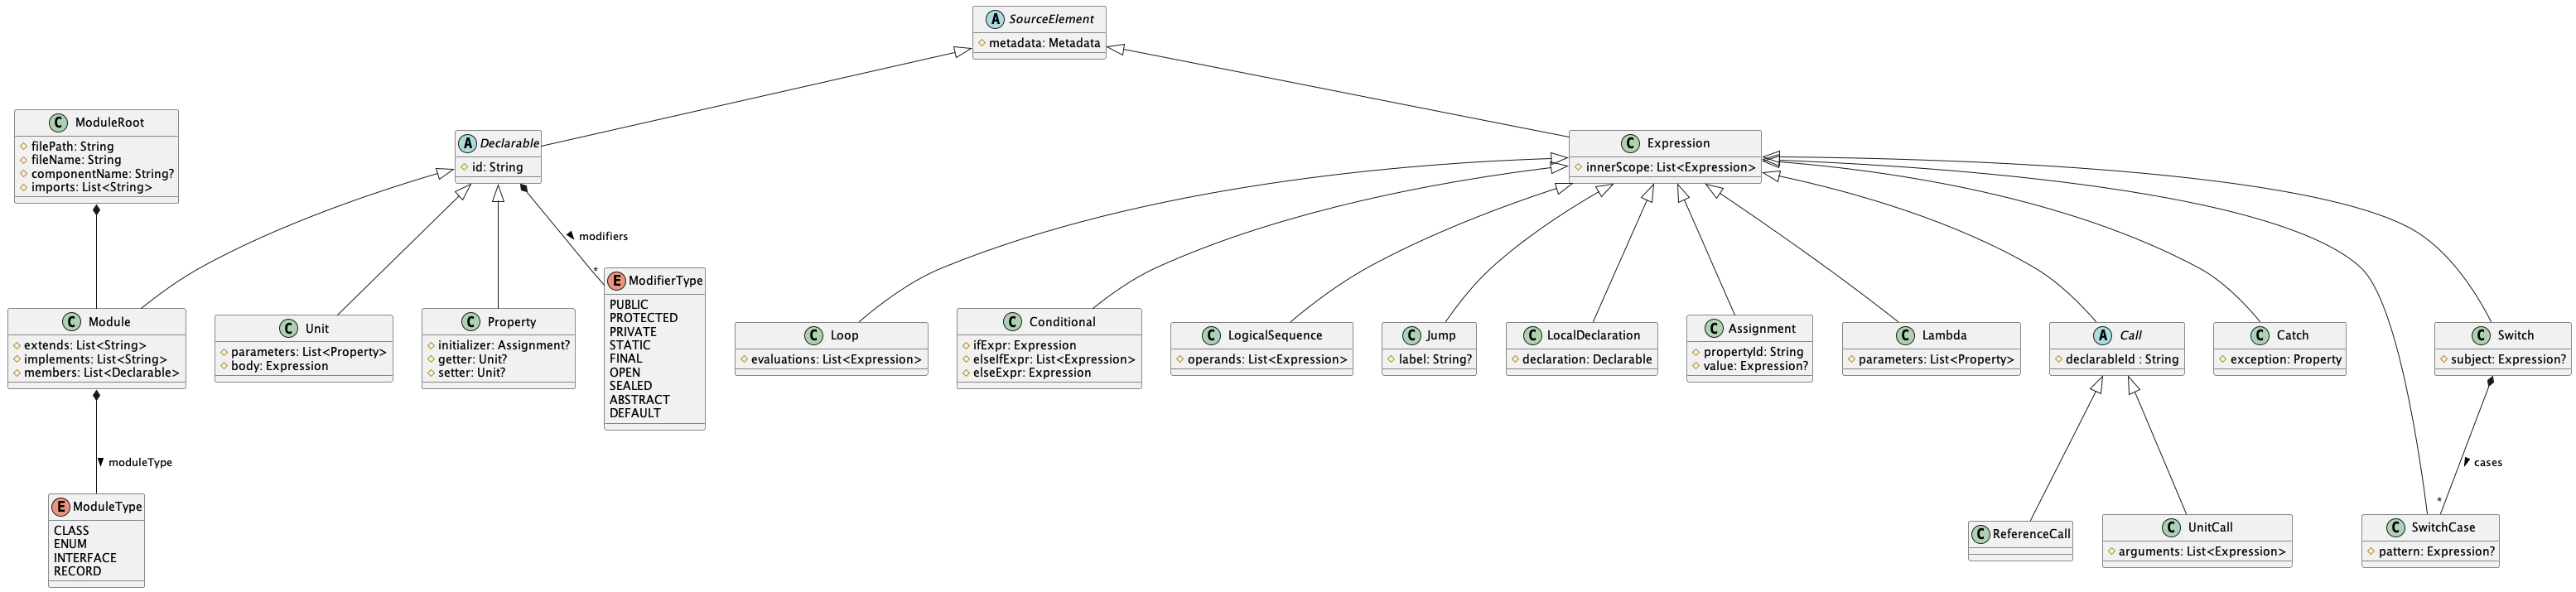 A SourceElement
metadata: Metadata
C ModuleRoot
filePath: String
fileName: String
componentName: String?
imports: List<String>
A Declarable
id: String
C Expression
innerScope: List<Expression>
modifiers
*
E ModifierType
PUBLIC
PROTECTED
PRIVATE
STATIC
FINAL
OPEN
SEALED
ABSTRACT
DEFAULT
C Module
extends: List<String>
implements: List<String>
members: List<Declarable>
C Unit
parameters: List<Property>
body: Expression
C Property
initializer: Assignment?
getter: Unit?
setter: Unit?
C Loop
evaluations: List<Expression>
C Conditional
ifExpr: Expression
elseIfExpr: List<Expression>
elseExpr: Expression
C LogicalSequence
operands: List<Expression>
C Jump
label: String?
C LocalDeclaration
declaration: Declarable
C Assignment
propertyId: String
value: Expression?
C Lambda
parameters: List<Property>
A Call
declarableId : String
C Catch
exception: Property
C Switch
subject: Expression?
moduleType
cases
*
E ModuleType
CLASS
ENUM
INTERFACE
RECORD
C ReferenceCall
C UnitCall
arguments: List<Expression>
C SwitchCase
pattern: Expression?